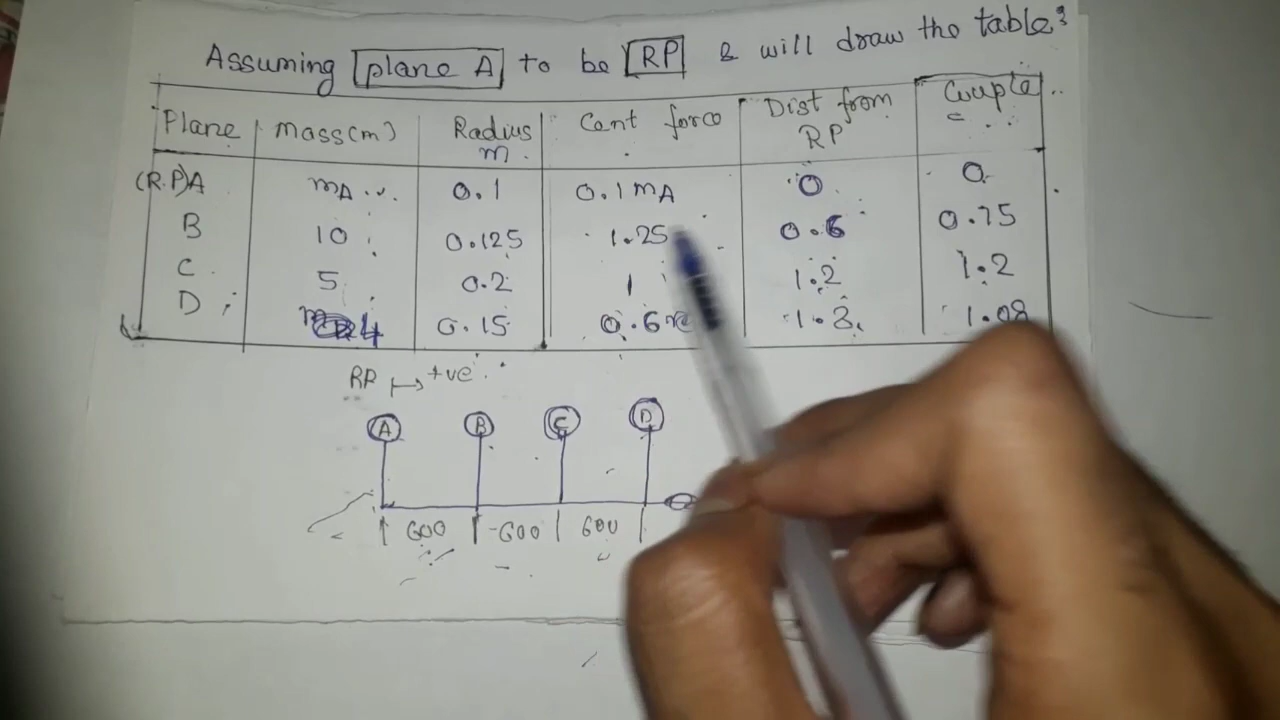 Assuming plane A to be RP & will draw the table:
Plane mass(m) Radius m. Cent force Dist from RP Couple
(R.P)A mA 0.1 0.1 mA 0 0
B 10 0.125 1.25 0.6 0.75
C 5 0.2 1 1.2 1.2
D 4 0.15 0.6 1.8 1.08
RP +ve
A B C D
600 600 600